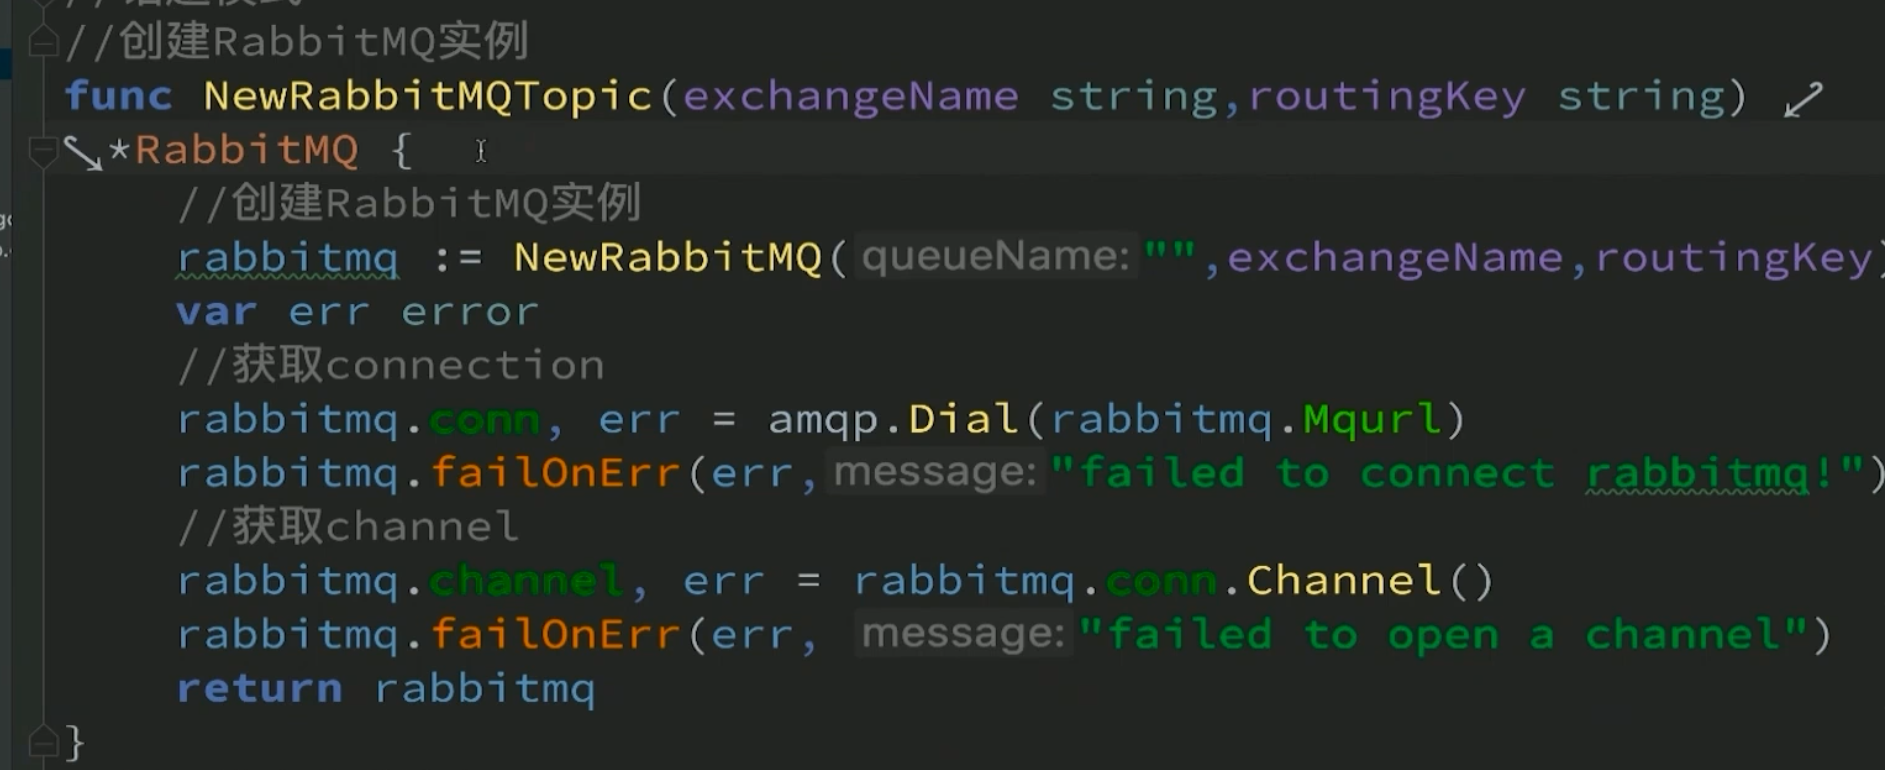 //创建RabbitMQ实例
func NewRabbitMQTopic(exchangeName string,routingKey string)
*RabbitMQ {
//创建RabbitMQ实例
rabbitmq := NewRabbitMQ( queueName: "",exchangeName,routingKey)
var err error
//获取connection
rabbitmq.conn, err = amqp.Dial(rabbitmq.Mqurl)
rabbitmq.failOnErr(err, message: "failed to connect rabbitmq!")
//获取channel
rabbitmq.channel, err = rabbitmq.conn.Channel()
rabbitmq.failOnErr(err, message: "failed to open a channel")
return rabbitmq
}